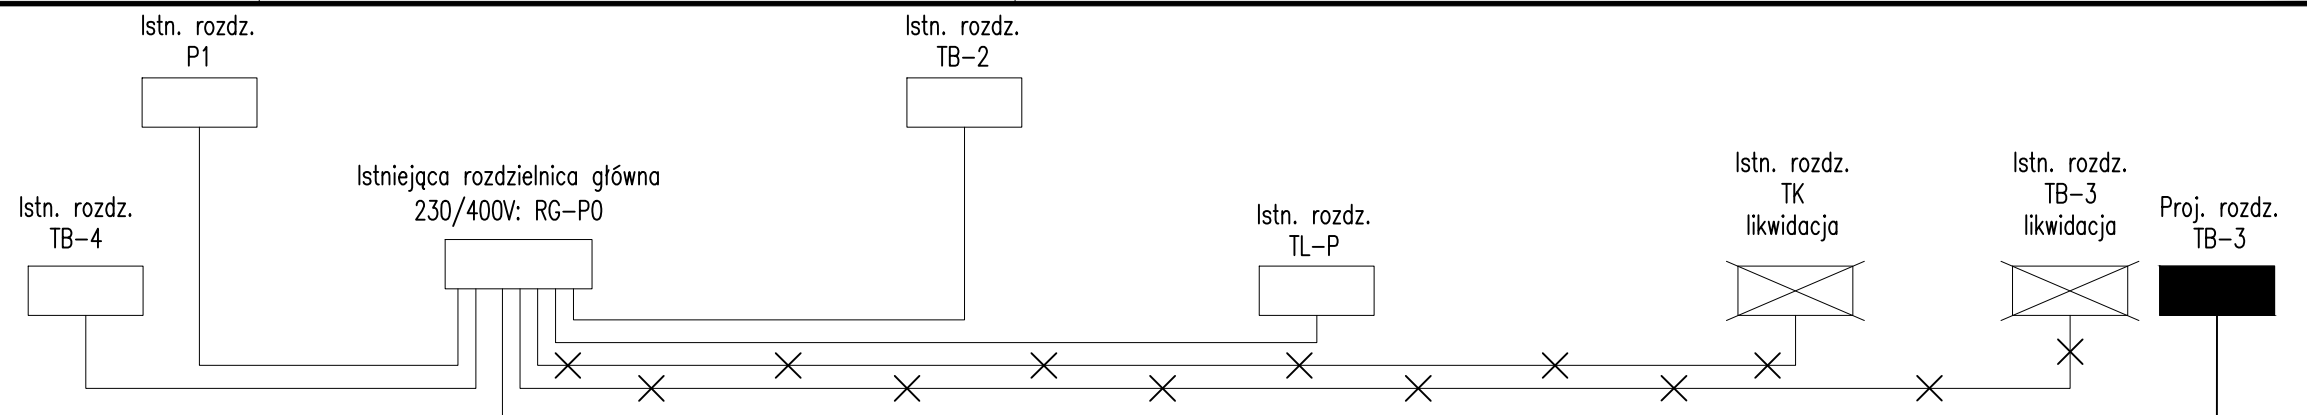 Istn. rozdz.
P1
Istn. rozdz.
TB-2
Istniejąca rozdzielnica główna
230/400V: RG-P0
Istn. rozdz.
TB-4
Istn. rozdz.
TL-P
Istn. rozdz.
TK
likwidacja
Istn. rozdz.
TB-3
likwidacja
Proj. rozdz.
TB-3